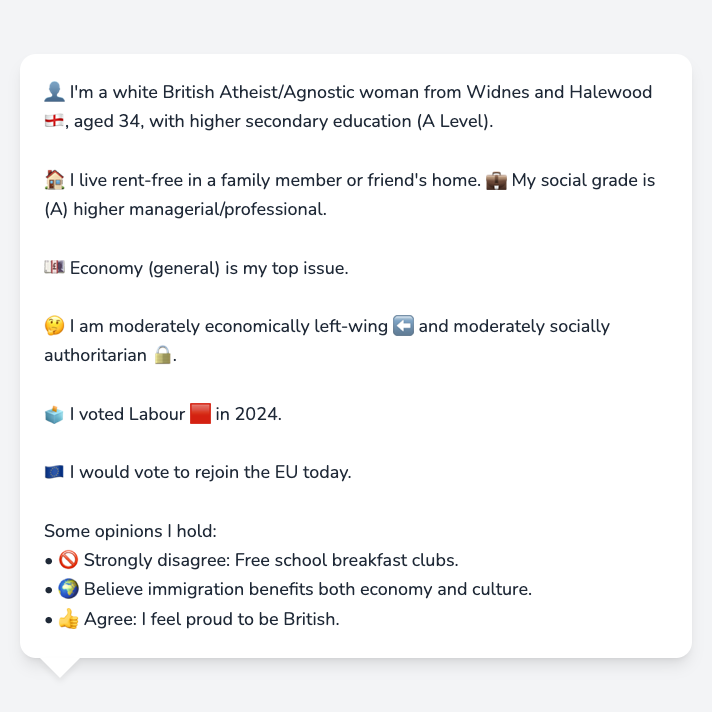 👤 I'm a white British Atheist/Agnostic woman from Widnes and Halewood
🏴󠁧󠁢󠁥󠁮󠁧󠁿, aged 34, with higher secondary education (A Level).
🏠 I live rent-free in a family member or friend's home. 💼 My social grade is
(A) higher managerial/professional.
💷 Economy (general) is my top issue.
🤔 I am moderately economically left-wing ⬅️ and moderately socially
authoritarian 🔒.
🗳️ I voted Labour 🟥 in 2024.
🇪🇺 I would vote to rejoin the EU today.
Some opinions I hold:
• 🚫 Strongly disagree: Free school breakfast clubs.
• 🌍 Believe immigration benefits both economy and culture.
• 👍 Agree: I feel proud to be British.